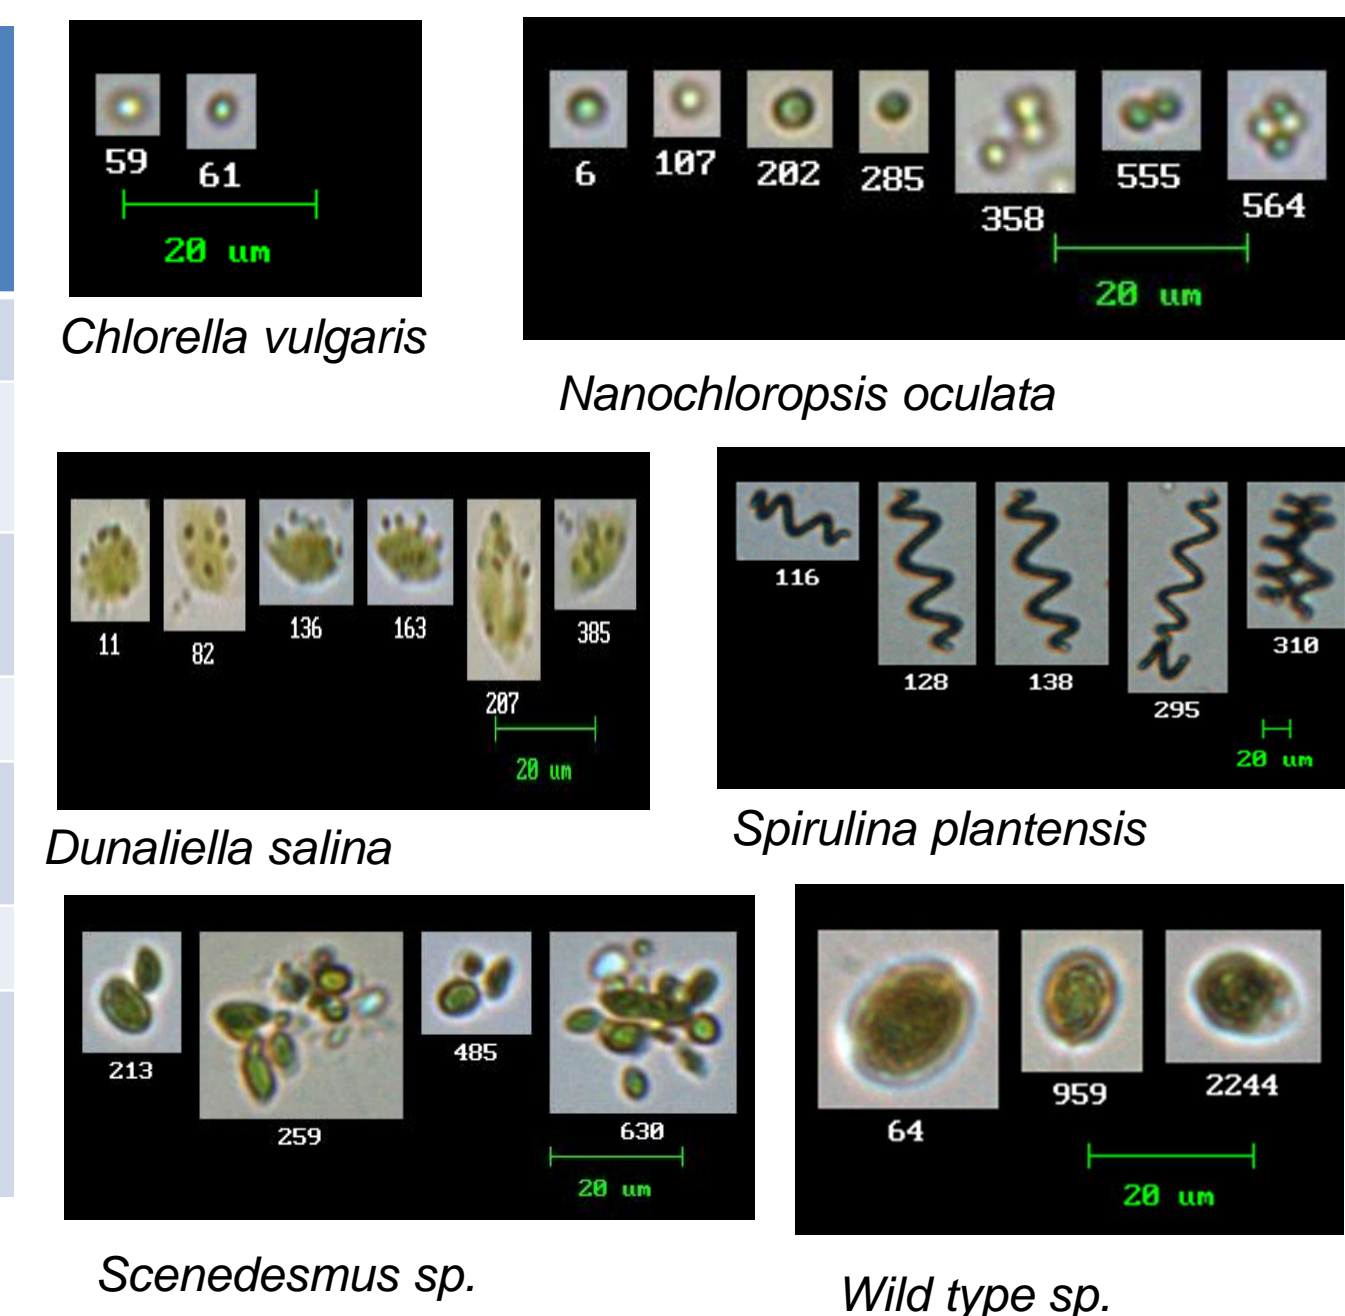 59
61
20 um
Chlorella vulgaris
6
107
202
285
358
555
564
20 um
Nanochloropsis oculata
11
82
136
163
207
385
20 um
Dunaliella salina
116
128
138
295
310
20 um
Spirulina plantensis
213
259
485
630
20 um
Scenedesmus sp.
64
959
2244
20 um
Wild type sp.